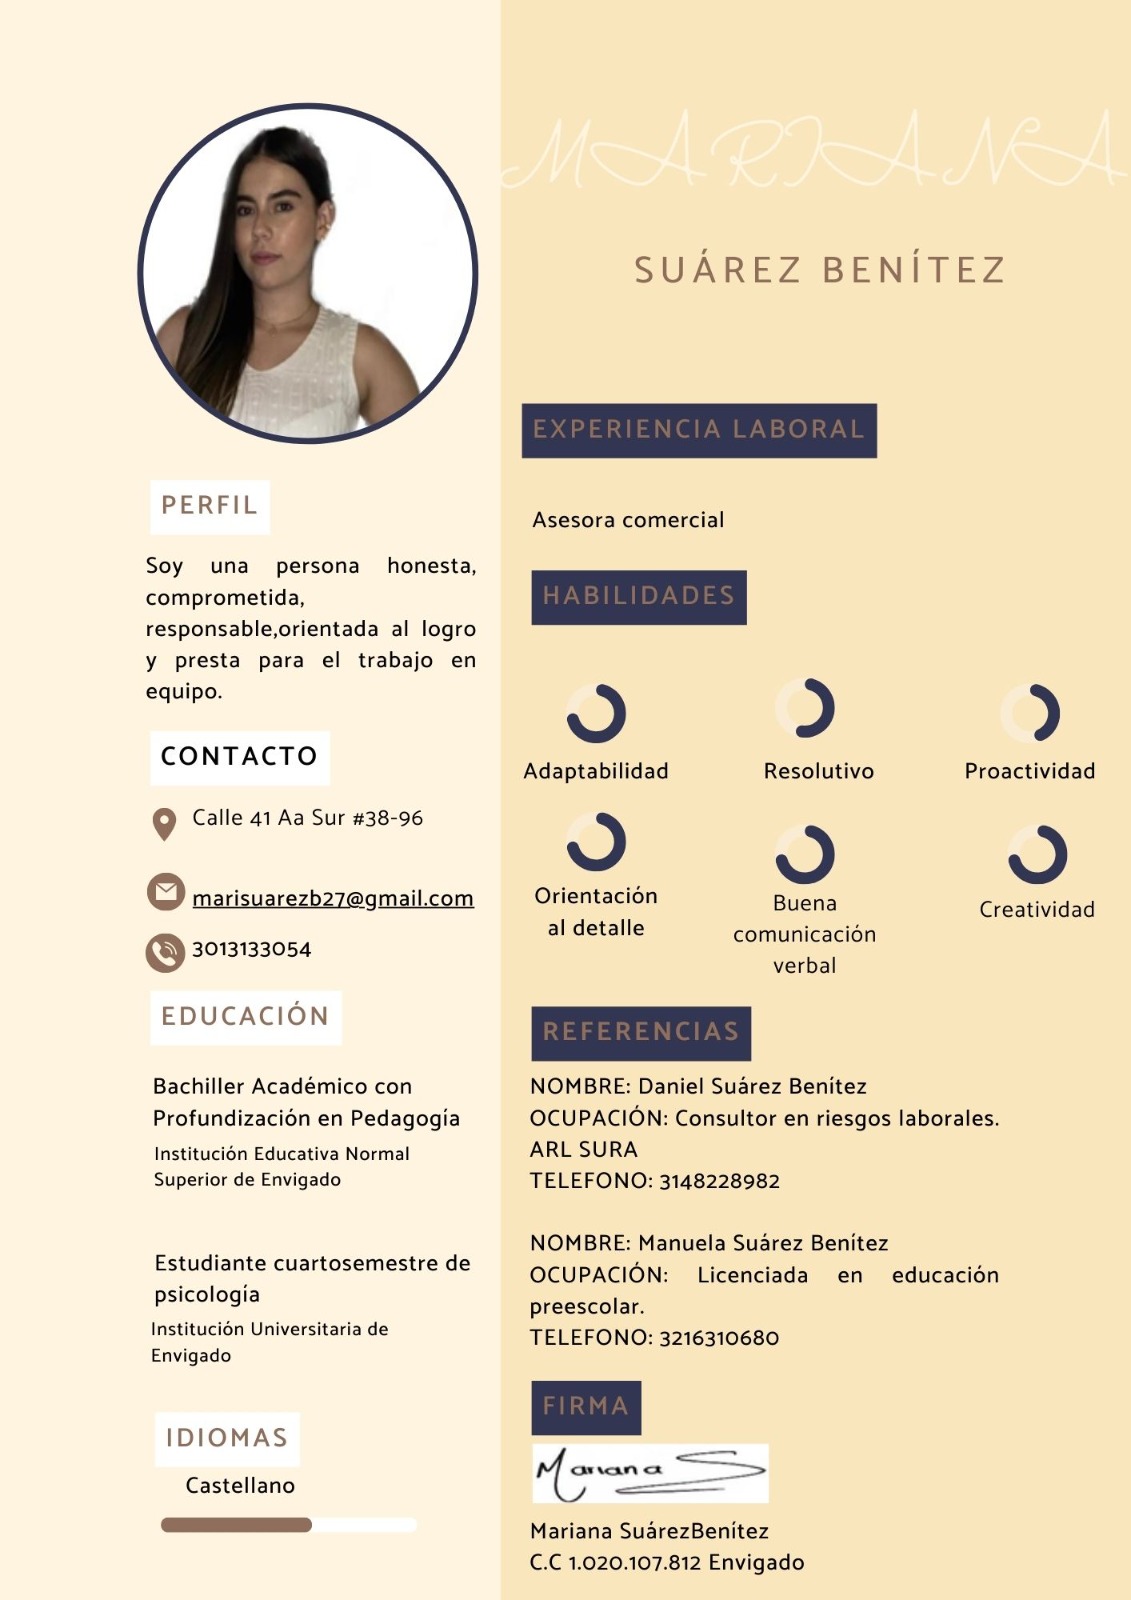 MARIANA
SUÁREZ BENÍTEZ
PERFIL
Soy una persona honesta,
comprometida,
responsable,orientada al logro
y presta para el trabajo en
equipo.
CONTACTO
Calle 41 Aa Sur #38-96
marisuarezb27@gmail.com
3013133054
EDUCACIÓN
Bachiller Académico con
Profundización en Pedagogía
Institución Educativa Normal
Superior de Envigado
Estudiante cuartosemestre de
psicología
Institución Universitaria de
Envigado
IDIOMAS
Castellano
EXPERIENCIA LABORAL
Asesora comercial
HABILIDADES
Adaptabilidad
Resolutivo
Proactividad
Orientación
al detalle
Buena
comunicación
verbal
Creatividad
REFERENCIAS
NOMBRE: Daniel Suárez Benítez
OCUPACIÓN: Consultor en riesgos laborales.
ARL SURA
TELEFONO: 3148228982
NOMBRE: Manuela Suárez Benítez
OCUPACIÓN: Licenciada en educación
preescolar.
TELEFONO: 3216310680
FIRMA
Mariana S
Mariana SuárezBenítez
C.C 1.020.107.812 Envigado